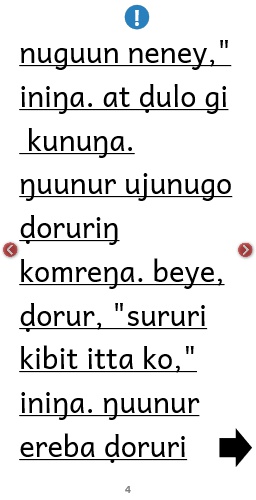 nuguun neney,"
iniŋa. at ḍulo gi
kunuŋa.
ŋuunur ujunugo
ḍoruriŋ
komreŋa. beye,
ḍorur, "sururi
kibit itta ko,"
iniŋa. ŋuunur
ereba ḍoruri
4